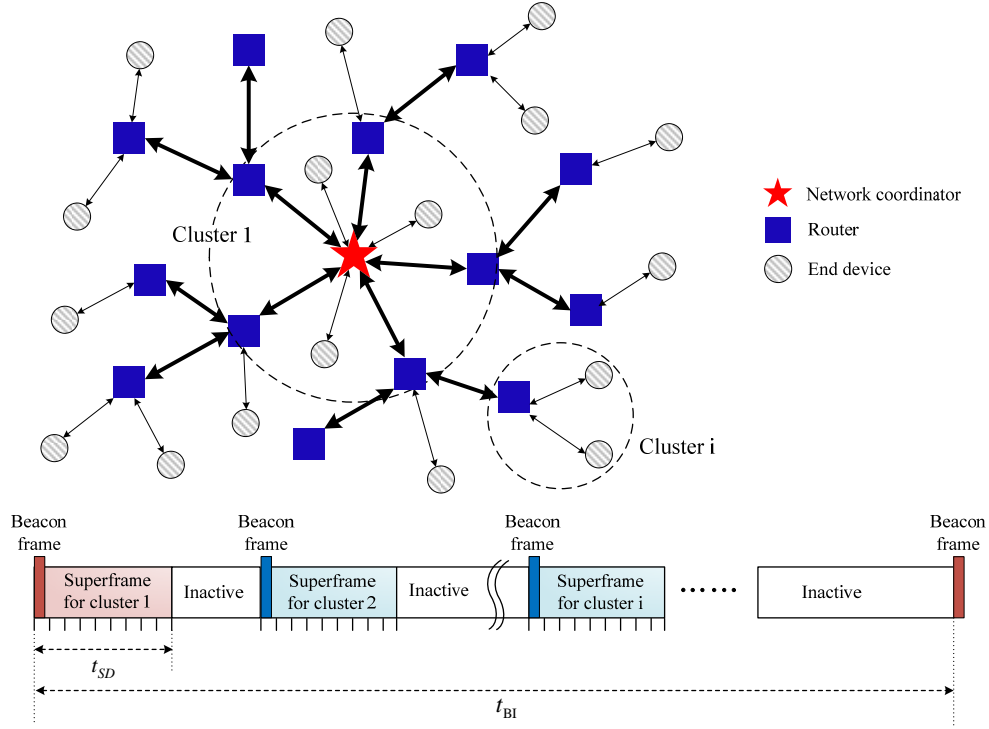 Cluster 1
Network coordinator
Router
End device
Cluster i
Beacon
frame
Beacon
frame
Beacon
frame
Beacon
frame
Superframe
for cluster 1
Inactive
Superframe
for cluster 2
Inactive
Superframe
for cluster i
......
Inactive
tSD
tBI